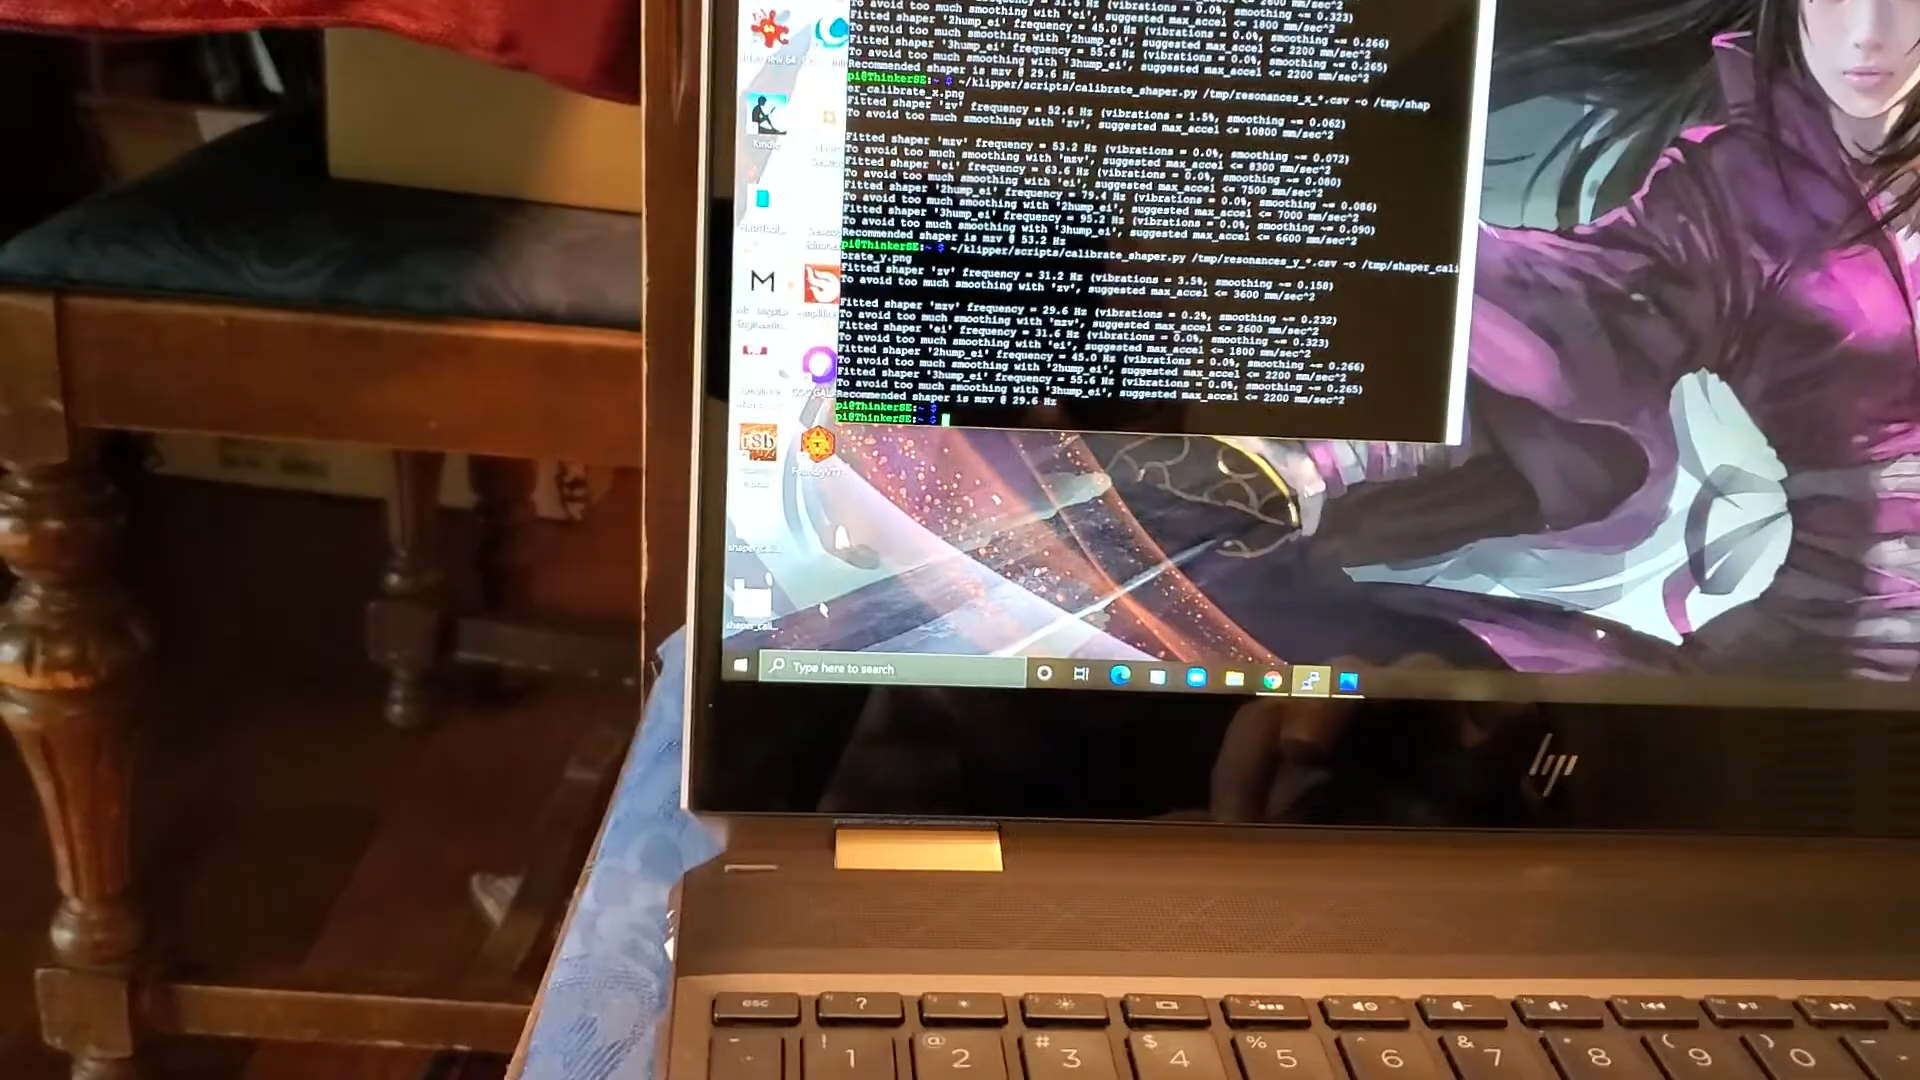 To avoid too much smoothing with 'ei', suggested max_accel <= 1800 mm/sec^2
Fitted shaper '2hump_ei' frequency = 45.0 Hz (vibrations = 0.0%, smoothing ~= 0.266)
To avoid too much smoothing with '2hump_ei', suggested max_accel <= 2200 mm/sec^2
Fitted shaper '3hump_ei' frequency = 55.6 Hz (vibrations = 0.0%, smoothing ~= 0.265)
To avoid too much smoothing with '3hump_ei', suggested max_accel <= 2200 mm/sec^2
Recommended shaper is mzv @ 29.6 Hz
pi@ThinkerSE:~ $ ~/klipper/scripts/calibrate_shaper.py /tmp/resonances_x_*.csv -o /tmp/shap
er_calibrate_x.png
Fitted shaper 'zv' frequency = 52.6 Hz (vibrations = 1.5%, smoothing ~= 0.062)
To avoid too much smoothing with 'zv', suggested max_accel <= 10800 mm/sec^2
Fitted shaper 'mzv' frequency = 53.2 Hz (vibrations = 0.0%, smoothing ~= 0.072)
To avoid too much smoothing with 'mzv', suggested max_accel <= 8300 mm/sec^2
Fitted shaper 'ei' frequency = 63.6 Hz (vibrations = 0.0%, smoothing ~= 0.080)
To avoid too much smoothing with 'ei', suggested max_accel <= 7500 mm/sec^2
Fitted shaper '2hump_ei' frequency = 79.4 Hz (vibrations = 0.0%, smoothing ~= 0.086)
To avoid too much smoothing with '2hump_ei', suggested max_accel <= 7000 mm/sec^2
Fitted shaper '3hump_ei' frequency = 95.2 Hz (vibrations = 0.0%, smoothing ~= 0.090)
To avoid too much smoothing with '3hump_ei', suggested max_accel <= 6600 mm/sec^2
Recommended shaper is mzv @ 53.2 Hz
pi@ThinkerSE:~ $ ~/klipper/scripts/calibrate_shaper.py /tmp/resonances_y_*.csv -o /tmp/shaper_cali
brate_y.png
Fitted shaper 'zv' frequency = 31.2 Hz (vibrations = 3.5%, smoothing ~= 0.158)
To avoid too much smoothing with 'zv', suggested max_accel <= 3600 mm/sec^2
Fitted shaper 'mzv' frequency = 29.6 Hz (vibrations = 0.2%, smoothing ~= 0.232)
To avoid too much smoothing with 'mzv', suggested max_accel <= 2600 mm/sec^2
Fitted shaper 'ei' frequency = 31.6 Hz (vibrations = 0.0%, smoothing ~= 0.323)
To avoid too much smoothing with 'ei', suggested max_accel <= 1800 mm/sec^2
Fitted shaper '2hump_ei' frequency = 45.0 Hz (vibrations = 0.0%, smoothing ~= 0.266)
To avoid too much smoothing with '2hump_ei', suggested max_accel <= 2200 mm/sec^2
Fitted shaper '3hump_ei' frequency = 55.6 Hz (vibrations = 0.0%, smoothing ~= 0.265)
To avoid too much smoothing with '3hump_ei', suggested max_accel <= 2200 mm/sec^2
Recommended shaper is mzv @ 29.6 Hz
pi@ThinkerSE:~ $
pi@ThinkerSE:~ $
Kindle
rsb
shaper_cali...
Type here to search
hp
esc ?
! 1 @ 2 # 3 $ 4 % 5 ^ 6 & 7 * 8 ( 9 ) 0